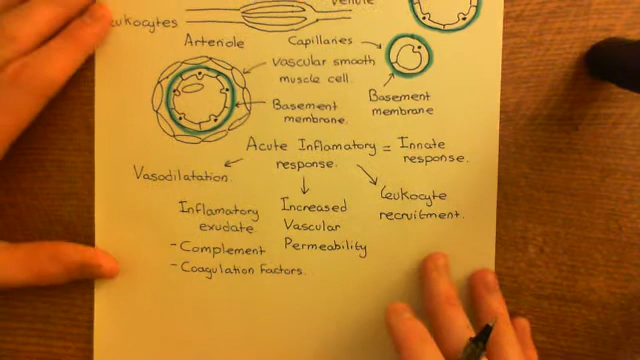 Leukocytes
Venule
Arteriole
Capillaries
vascular smooth
muscle cell.
Basement
membrane.
Basement
membrane
Acute Inflamatory = Innate
response. response.
Vasodilatation.
Leukocyte
recruitment.
Inflamatory
exudate
- Complement
- Coagulation Factors.
Increased
Vascular
Permeability